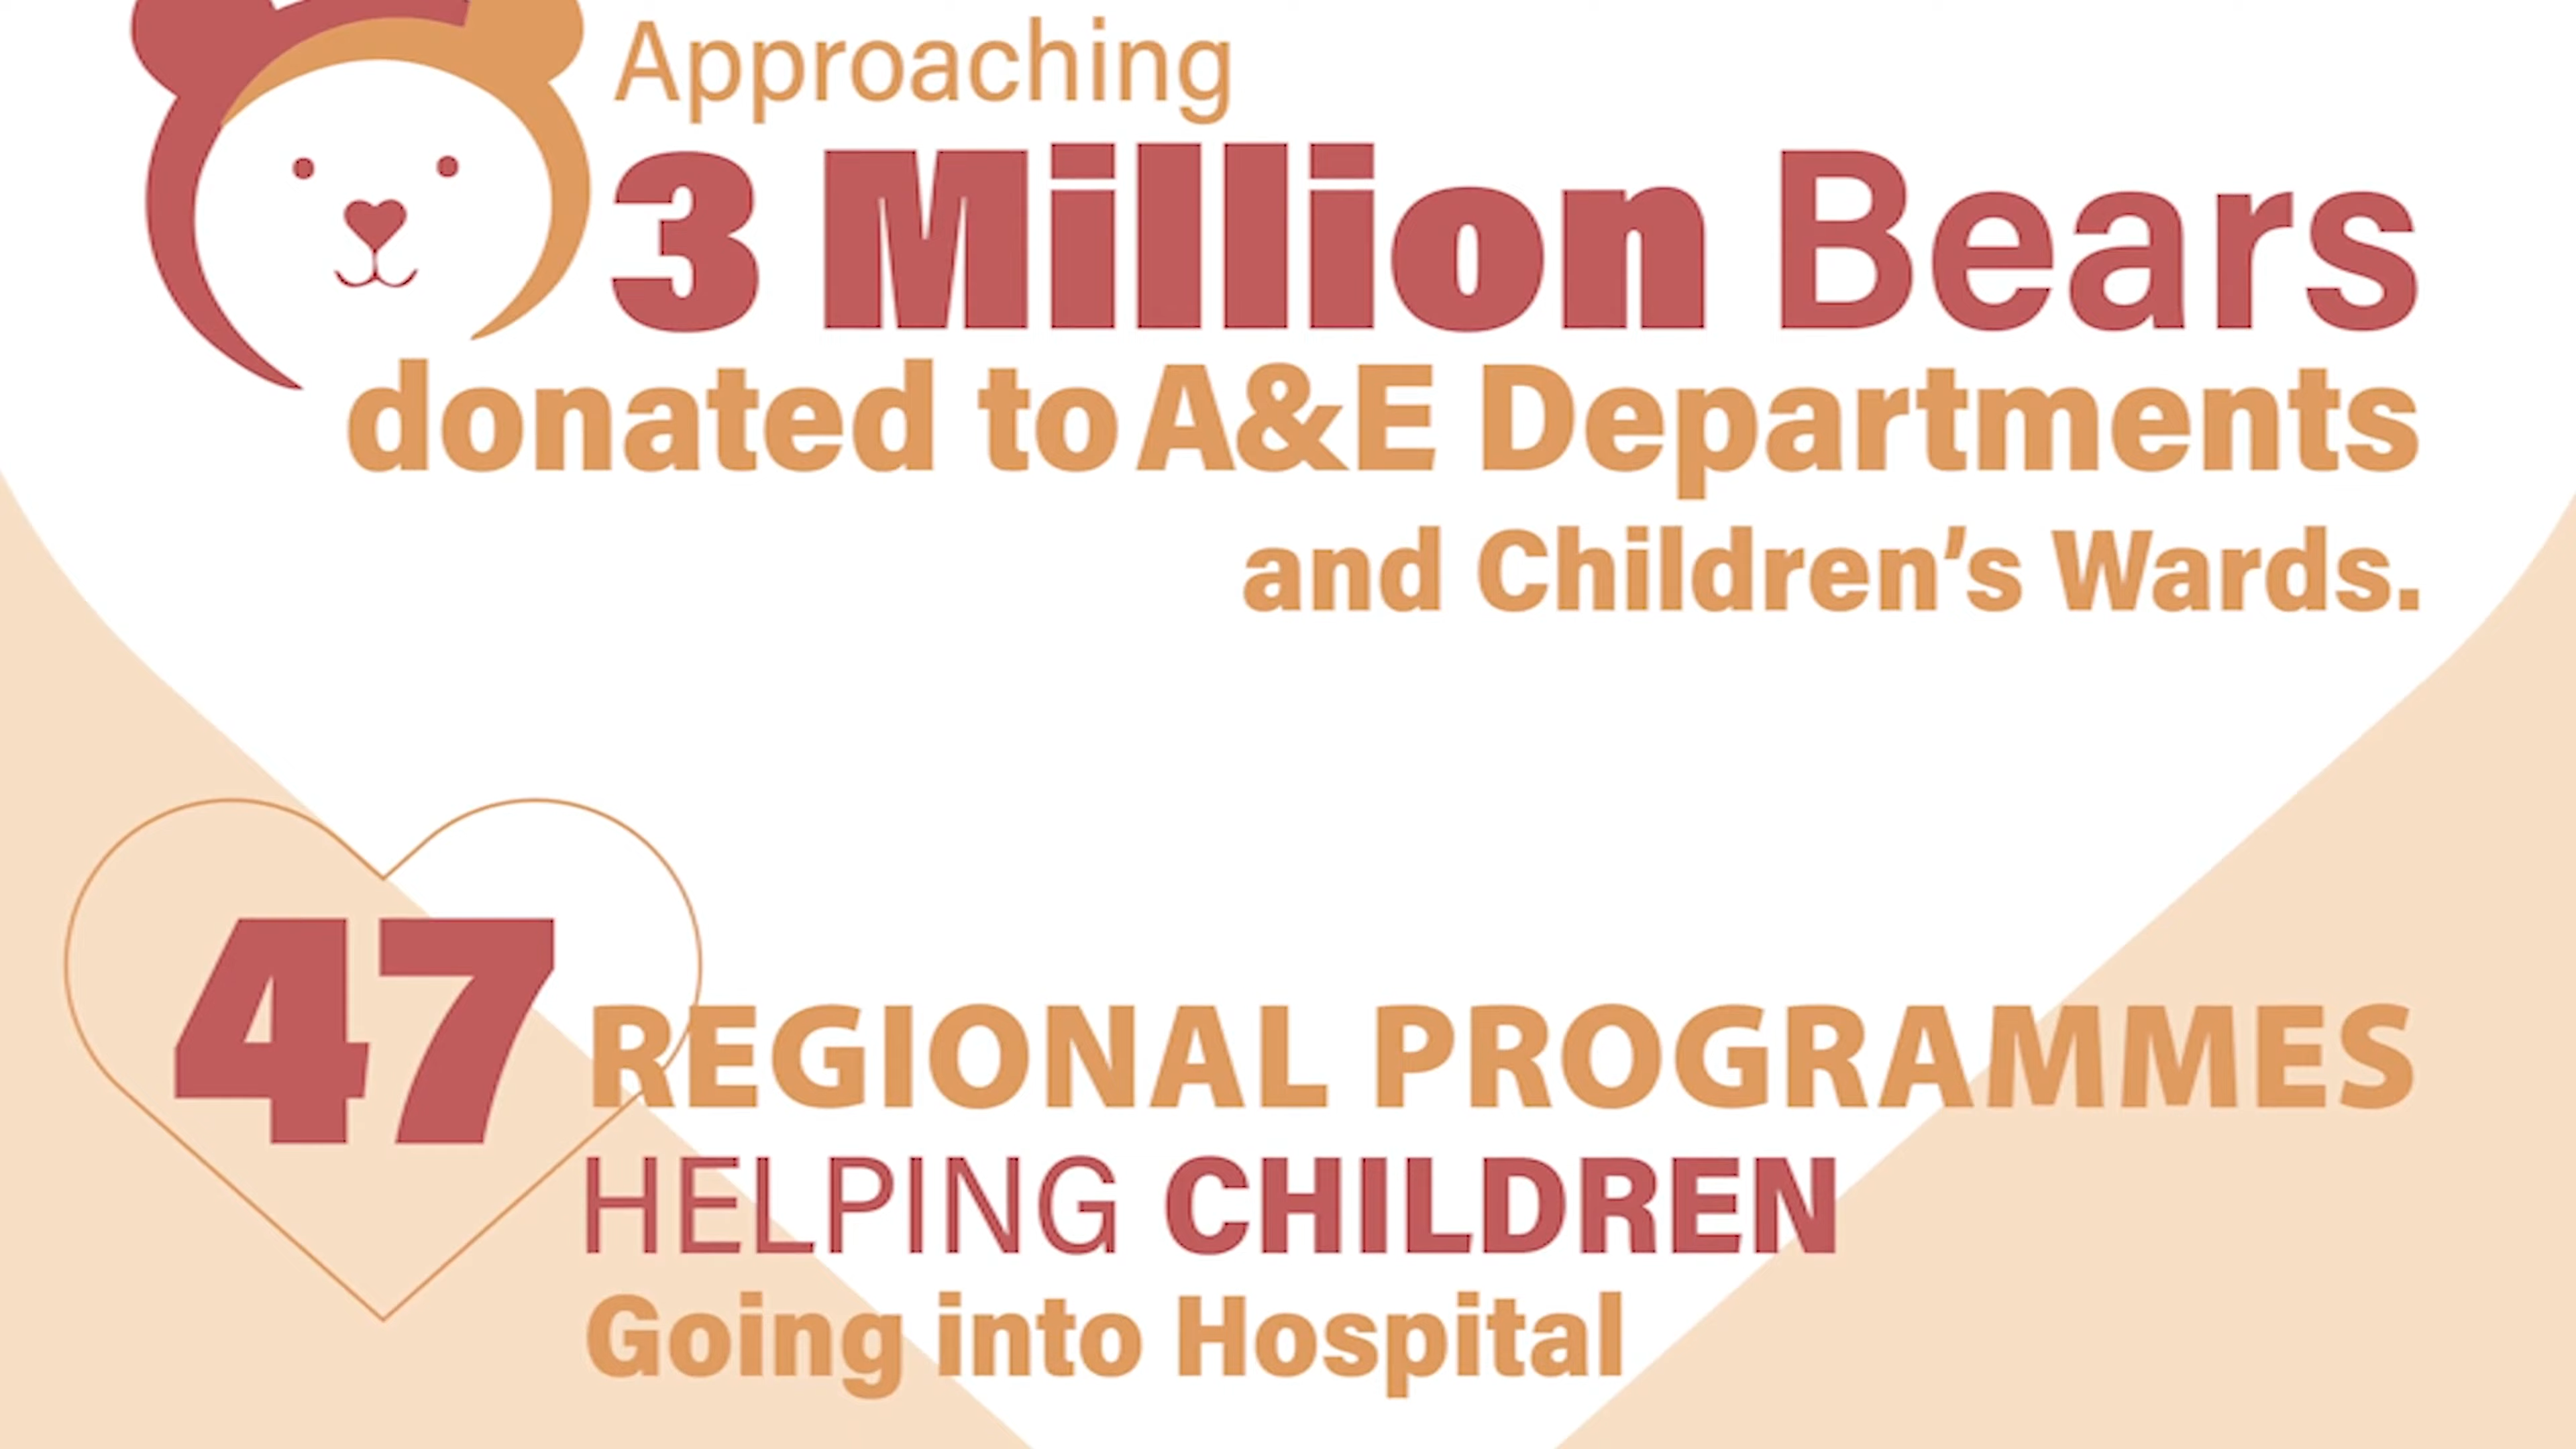 Approaching
3 Million Bears
donated to A&E Departments
and Children’s Wards.
47
REGIONAL PROGRAMMES
HELPING CHILDREN
Going into Hospital